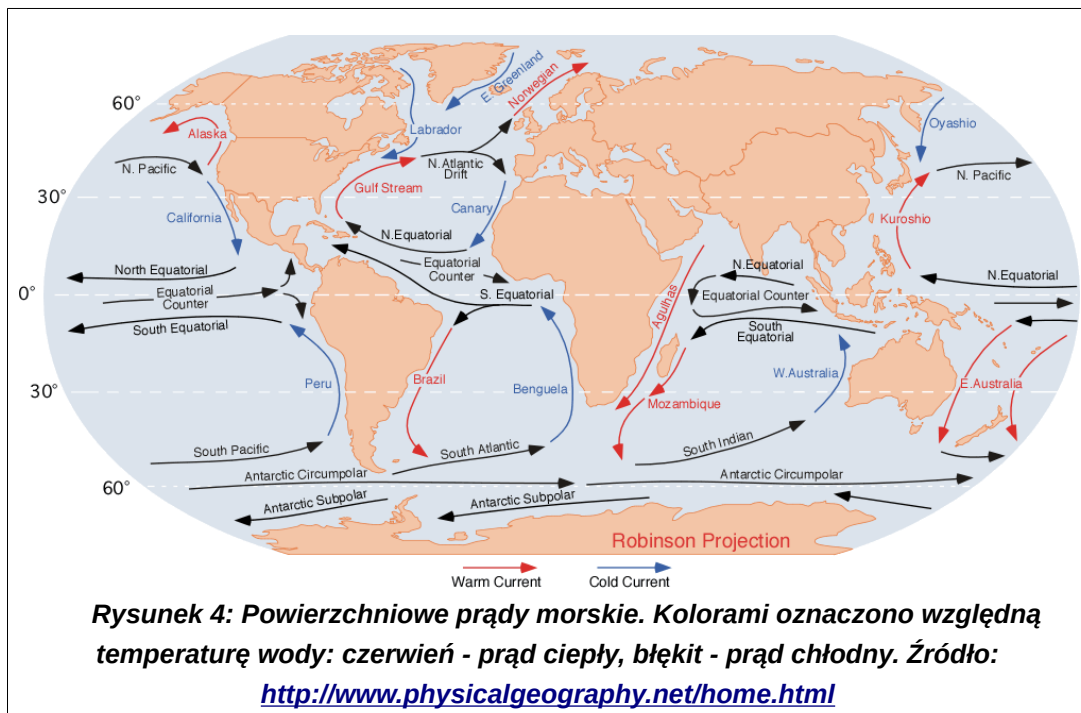 E. Greenland
Norwegian
60°
Alaska
Labrador
Oyashio
N. Pacific
N. Atlantic
Drift
N. Pacific
30°
Gulf Stream
California
Canary
Kuroshio
N.Equatorial
North Equatorial
Equatorial
Counter
N.Equatorial
N.Equatorial
0°
Equatorial
Counter
S. Equatorial
Equatorial Counter
South Equatorial
South
Equatorial
Agulhas
Peru
Brazil
Benguela
W.Australia
E.Australia
30°
Mozambique
South Pacific
South Atlantic
South Indian
Antarctic Circumpolar
Antarctic Circumpolar
60°
Antarctic Subpolar
Antarctic Subpolar
Robinson Projection
Warm Current
Cold Current
Rysunek 4: Powierzchniowe prądy morskie. Kolorami oznaczono względną
temperaturę wody: czerwień - prąd ciepły, błękit - prąd chłodny. Źródło:
http://www.physicalgeography.net/home.html